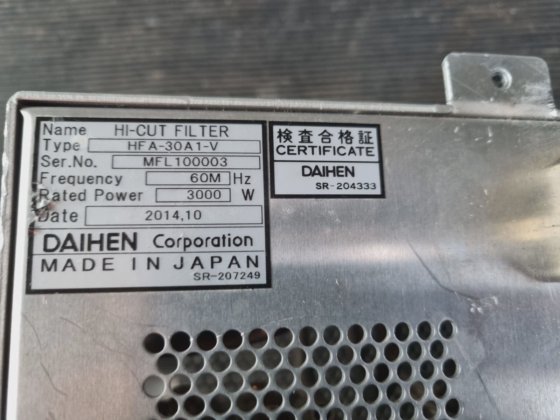 Name HI-CUT FILTER
Type HFA-30A1-V
Ser.No. MFL100003
Frequency 60M Hz
Rated Power 3000 W
Date 2014,10
DAIHEN Corporation
MADE IN JAPAN
SR-207249
検査合格証
CERTIFICATE
DAIHEN
SR-204333